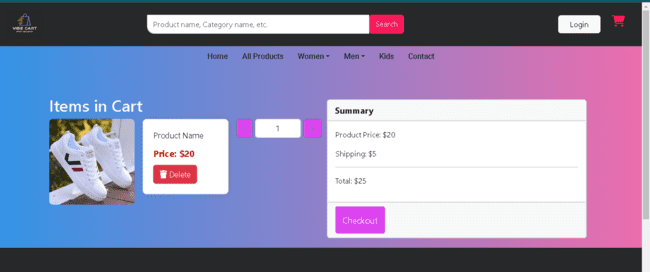 VIBE CART
Product name, Category name, etc.
Search
Login
Home
All Products
Women
Men
Kids
Contact
Items in Cart
Product Name
Price: $20
Delete
1
Summary
Product Price: $20
Shipping: $5
Total: $25
Checkout